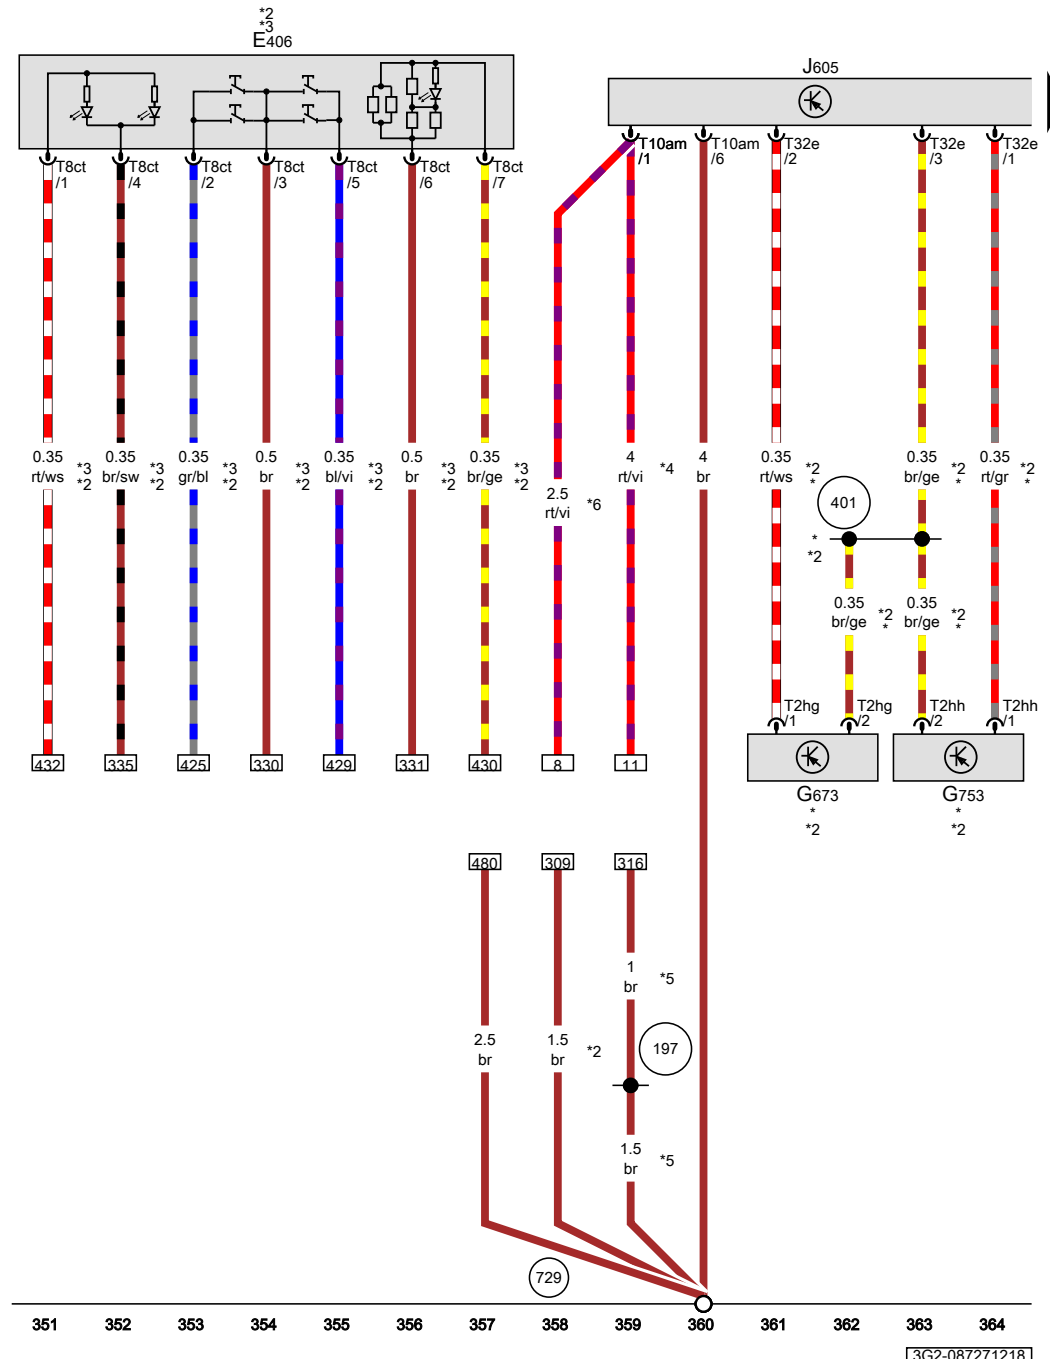 *2
*3
E406
J605
T8ct
/1
T8ct
/4
T8ct
/2
T8ct
/3
T8ct
/5
T8ct
/6
T8ct
/7
T10am
/1
T10am
/6
T32e
/2
T32e
/3
T32e
/1
0.35
rt/ws
*3
*2
0.35
br/sw
*3
*2
0.35
gr/bl
*3
*2
0.5
br
*3
*2
0.35
bl/vi
*3
*2
0.5
br
*3
*2
0.35
br/ge
*3
*2
2.5
rt/vi
*6
4
rt/vi
*4
4
br
0.35
rt/ws
*2
*
0.35
br/ge
*2
*
0.35
rt/gr
*2
*
401
*
*2
0.35
br/ge
*2
*
0.35
br/ge
*2
*
T2hg
/1
T2hg
/2
T2hh
/2
T2hh
/1
432
335
425
330
429
331
430
8
11
G673
*
*2
G753
*
*2
480
309
316
1
br
*5
2.5
br
1.5
br
*2
197
1.5
br
*5
729
351 352 353 354 355 356 357 358 359 360 361 362 363 364
3G2-087271218